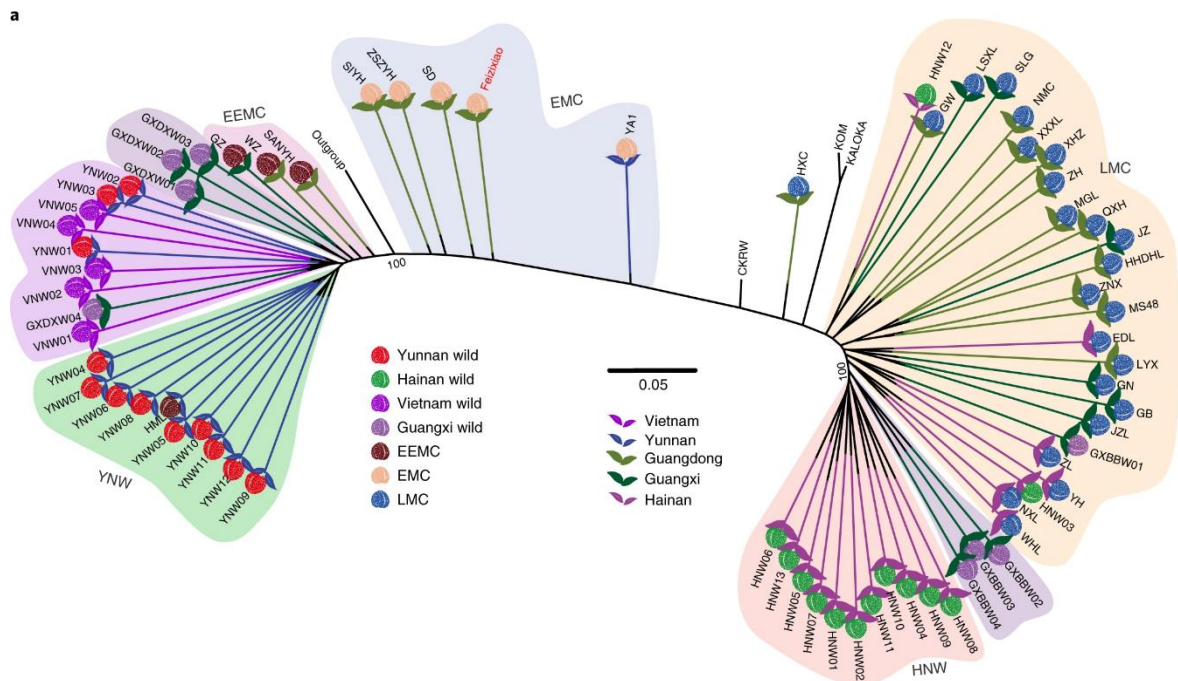 a
SIYH
ZSZYH
SD
Feizixiao
EMC
YA1
EEMC
GXDXW03
GXDXW02
GXDXW01
GZ
WZ
SANYH
Outgroup
YNW02
YNW03
VNW05
VNW04
YNW01
VNW03
VNW02
GXDXW04
VNW01
YNW04
YNW07
YNW06
YNW08
HML
YNW05
YNW10
YNW11
YNW12
YNW09
YNW
100
CKRW
HXC
KOM
KALOKA
HNW12
GW
LSXL
SLG
NMC
XXXL
XHZ
ZH
LMC
MGL
QXH
JZ
HHDHL
ZNX
MS48
EDL
LYX
GN
GB
JZL
GXBBW01
ZL
YH
HNW03
NXL
WHL
GXBBW02
GXBBW03
GXBBW04
100
HNW06
HNW13
HNW05
HNW07
HNW01
HNW02
HNW11
HNW10
HNW04
HNW09
HNW08
HNW
Yunnan wild
Hainan wild
Vietnam wild
Guangxi wild
EEMC
EMC
LMC
0.05
Vietnam
Yunnan
Guangdong
Guangxi
Hainan